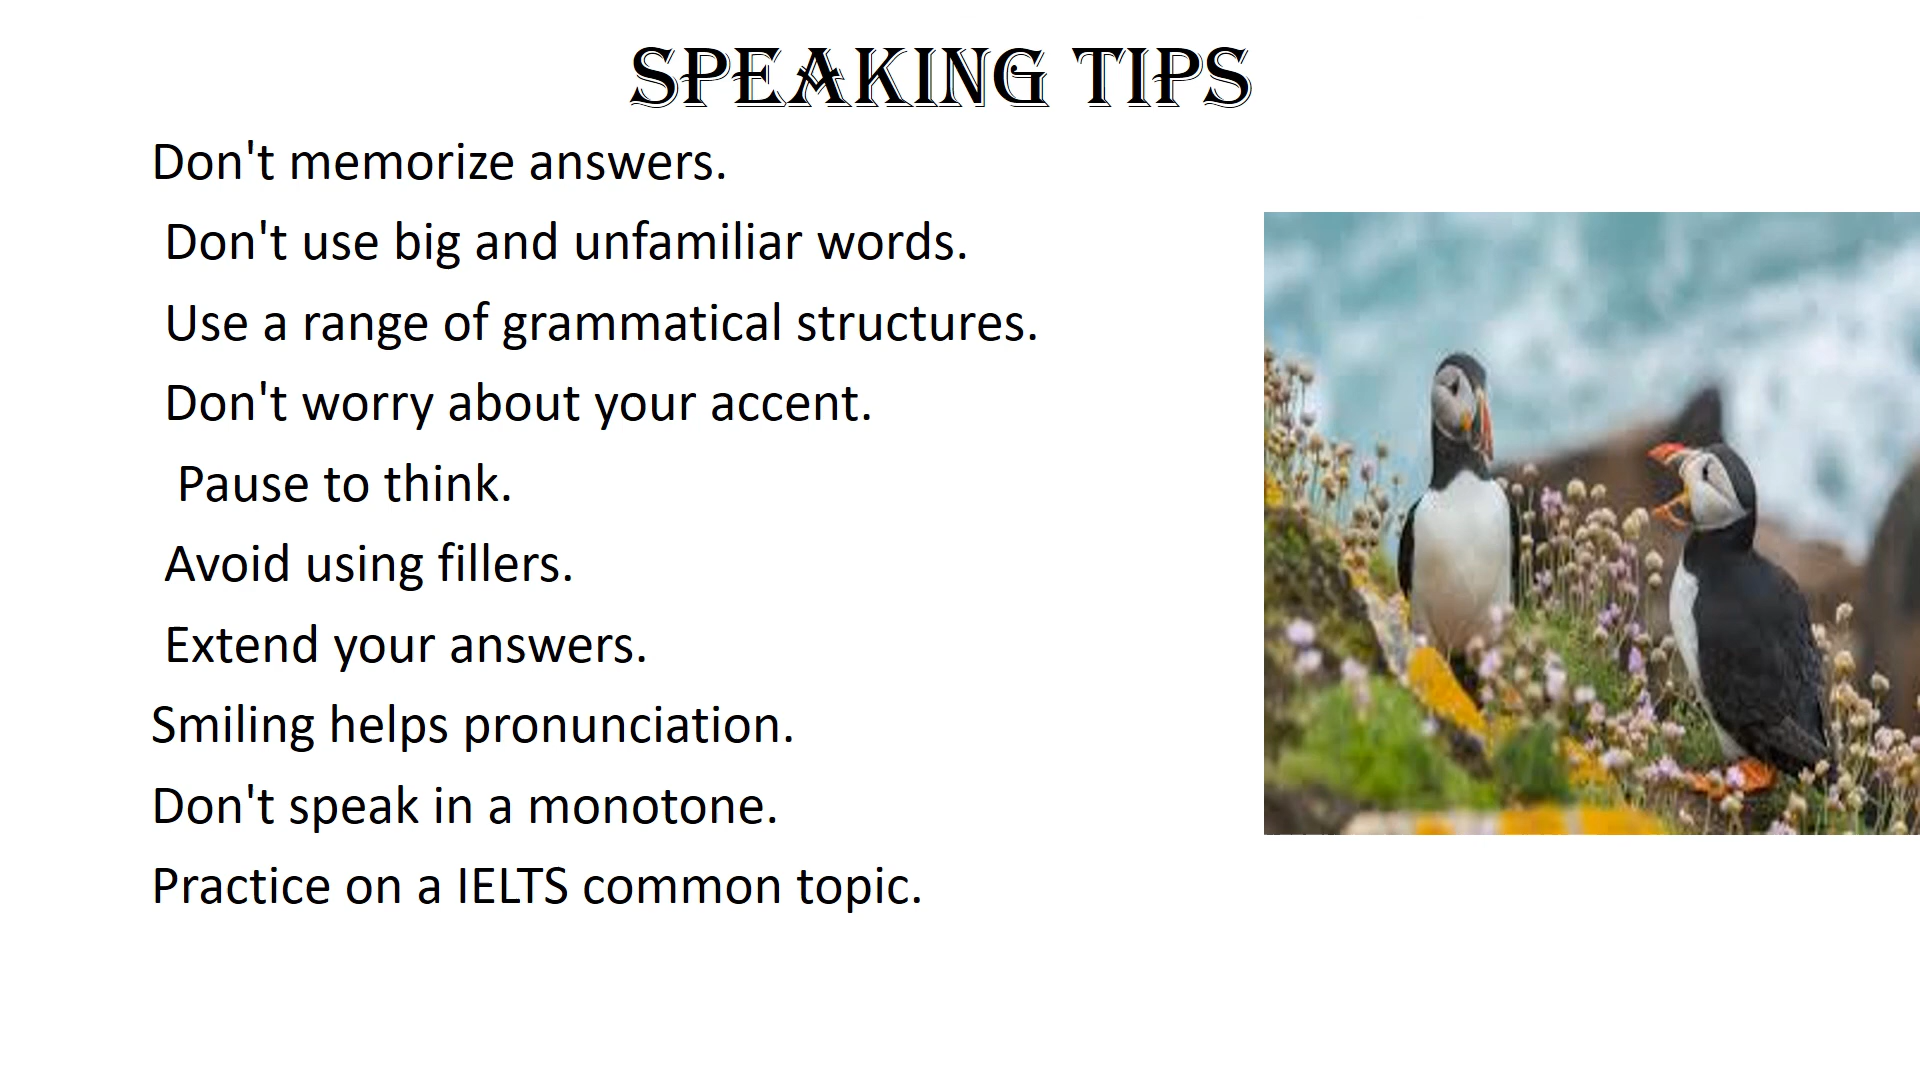 SPEAKING TIPS
Don't memorize answers.
Don't use big and unfamiliar words.
Use a range of grammatical structures.
Don't worry about your accent.
Pause to think.
Avoid using fillers.
Extend your answers.
Smiling helps pronunciation.
Don't speak in a monotone.
Practice on a IELTS common topic.